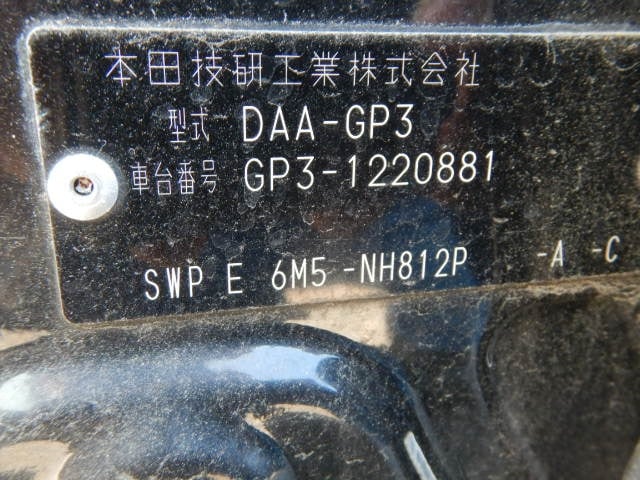 本田技研工業株式会社
型式 DAA-GP3
車台番号 GP3-1220881
SWP E 6M5 -NH812P -A -C